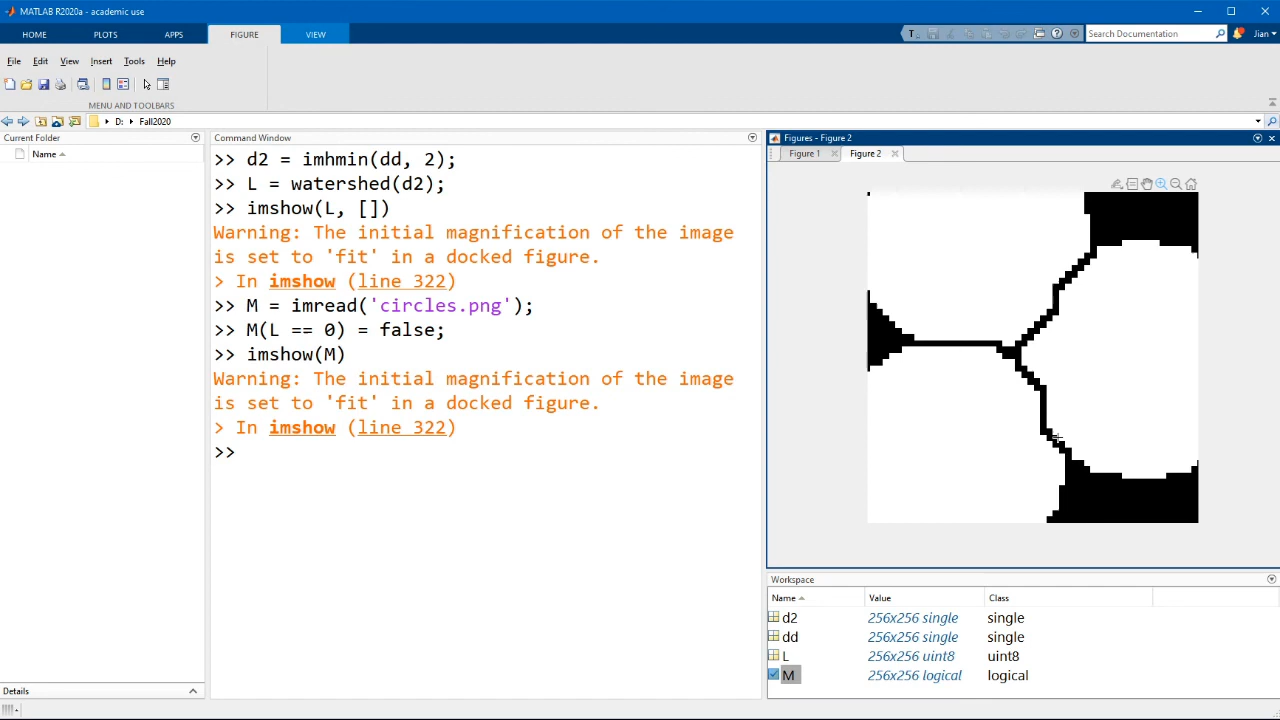 MATLAB R2020a - academic use
HOME PLOTS APPS FIGURE VIEW
Search Documentation
Jian
File Edit View Insert Tools Help
MENU AND TOOLBARS
D: Fall2020
Current Folder
Name
Details
Command Window
>> d2 = imhmin(dd, 2);
>> L = watershed(d2);
>> imshow(L, [])
Warning: The initial magnification of the image
is set to 'fit' in a docked figure.
> In imshow (line 322)
>> M = imread('circles.png');
>> M(L == 0) = false;
>> imshow(M)
Warning: The initial magnification of the image
is set to 'fit' in a docked figure.
> In imshow (line 322)
>>
Figures - Figure 2
Figure 1 Figure 2
Workspace
Name Value Class
d2 256x256 single single
dd 256x256 single single
L 256x256 uint8 uint8
M 256x256 logical logical